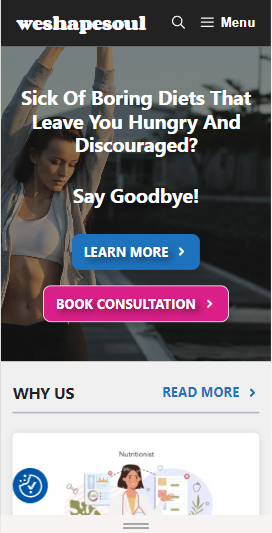 weshapesoul
Menu
Sick Of Boring Diets That
Leave You Hungry And
Discouraged?
Say Goodbye!
LEARN MORE
BOOK CONSULTATION
WHY US
READ MORE
Nutritionist